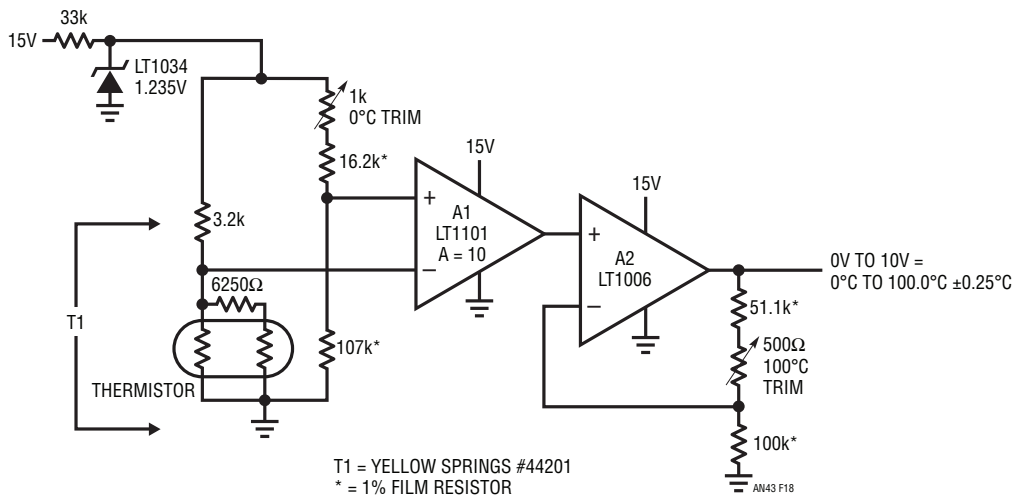 33k
15V
LT1034
1.235V
1k
0°C TRIM
16.2k*
15V
+
A1
LT1101
A = 10
–
15V
+
A2
LT1006
–
0V TO 10V =
0°C TO 100.0°C ±0.25°C
3.2k
6250Ω
T1
51.1k*
500Ω
100°C
TRIM
107k*
THERMISTOR
100k*
T1 = YELLOW SPRINGS #44201
* = 1% FILM RESISTOR
AN43 F18